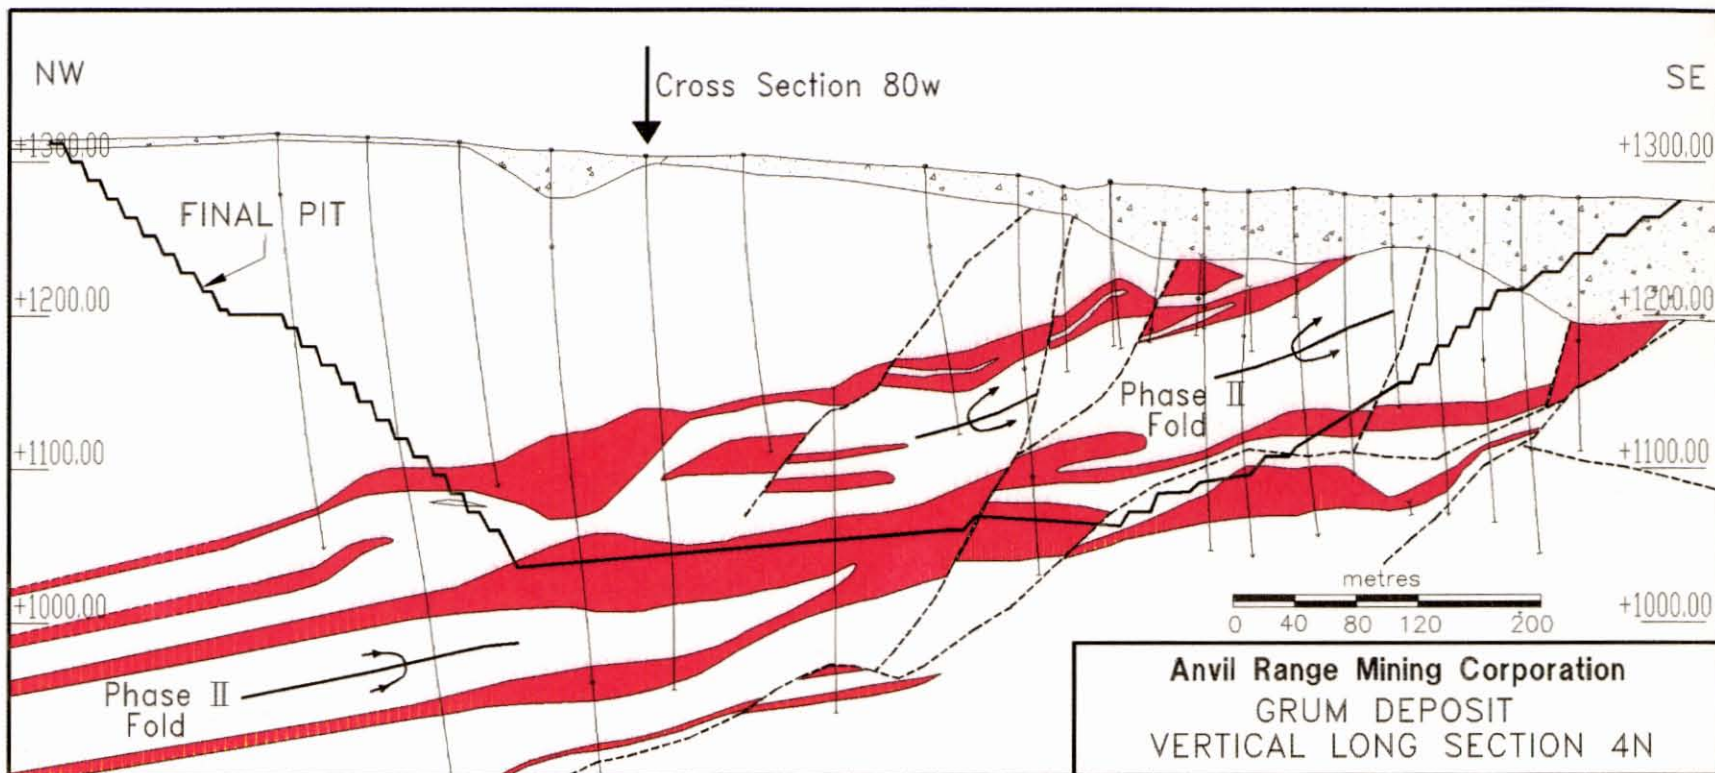 NW
Cross Section 80w
SE
+1300.00
+1300.00
FINAL PIT
+1200.00
+1200.00
Phase II
Fold
+1100.00
+1100.00
metres
+1000.00
0 40 80 120 200
+1000.00
Phase II
Fold
Anvil Range Mining Corporation
GRUM DEPOSIT
VERTICAL LONG SECTION 4N